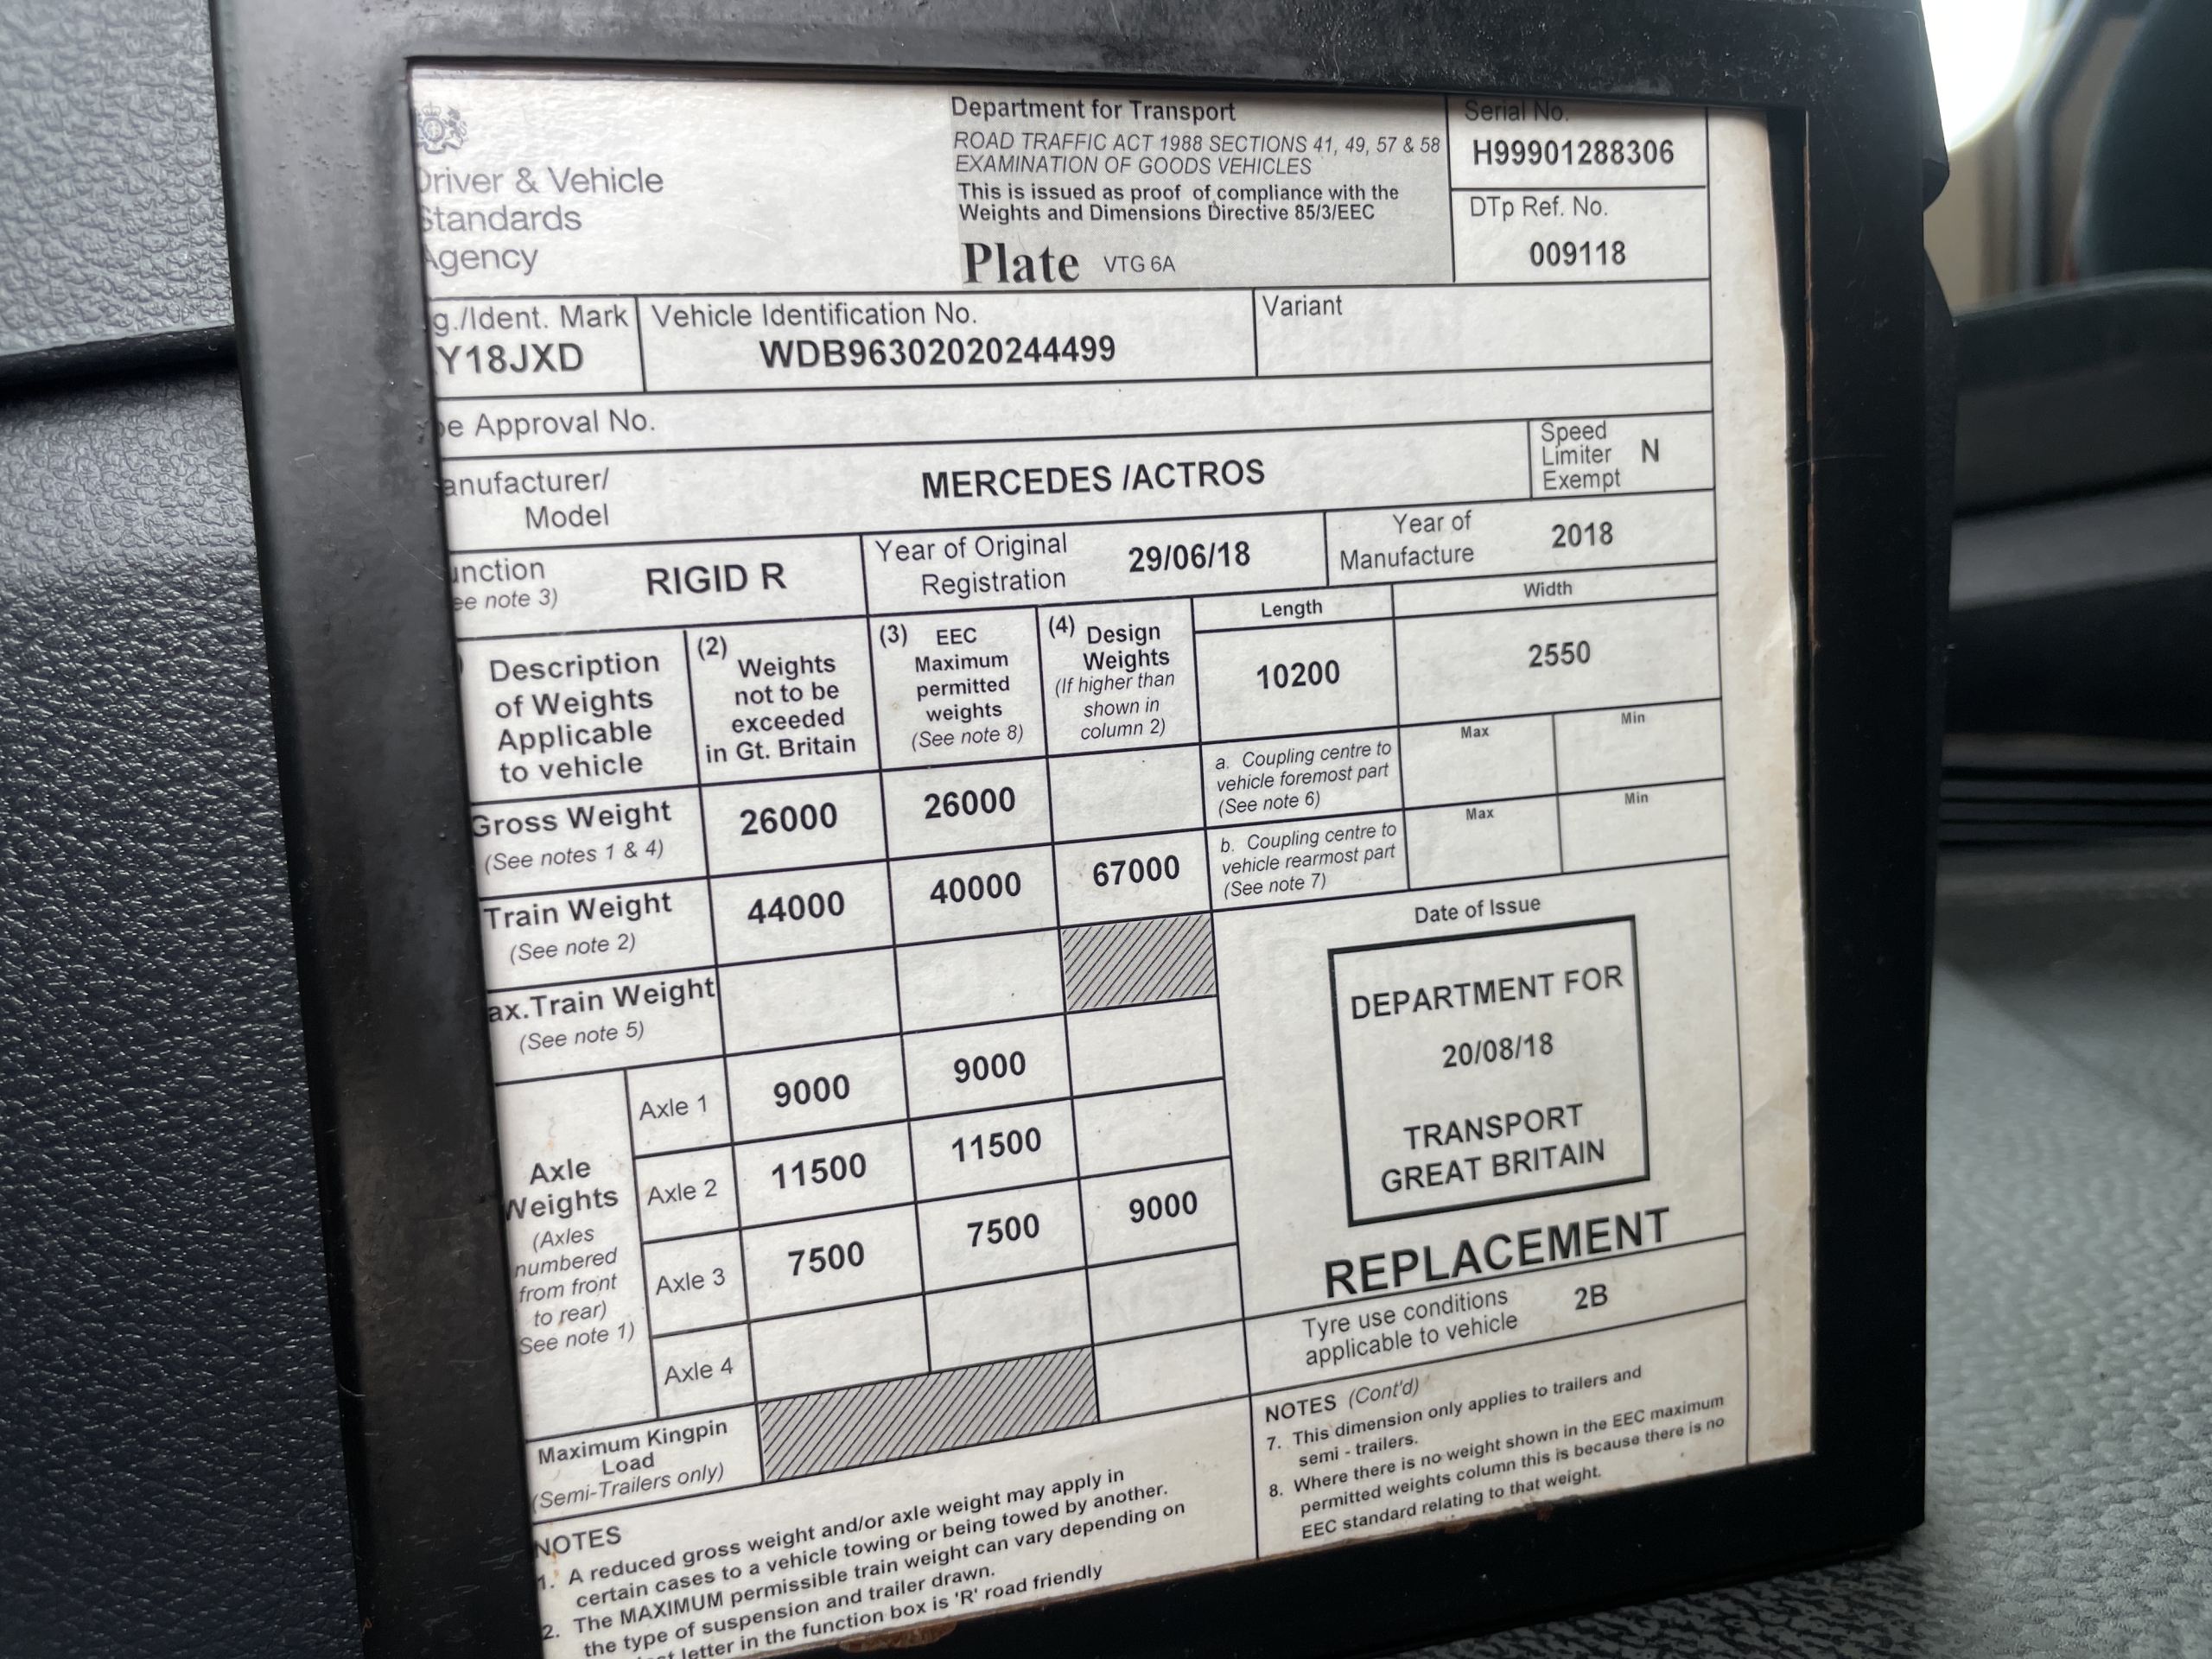 Department for Transport
ROAD TRAFFIC ACT 1988 SECTIONS 41, 49, 57 & 58
EXAMINATION OF GOODS VEHICLES
This is issued as proof of compliance with the
Weights and Dimensions Directive 85/3/EEC
Plate VTG 6A
Serial No.
H99901288306
DTp Ref. No.
009118
Driver & Vehicle
Standards
Agency
g./Ident. Mark
Y18JXD
Vehicle Identification No.
WDB96302020244499
Variant
pe Approval No.
anufacturer/
Model
MERCEDES /ACTROS
Speed
Limiter
Exempt
N
unction
ee note 3)
RIGID R
Year of Original
Registration
29/06/18
Year of
Manufacture
2018
) Description
of Weights
Applicable
to vehicle
(2) Weights
not to be
exceeded
in Gt. Britain
(3) EEC
Maximum
permitted
weights
(See note 8)
(4) Design
Weights
(If higher than
shown in
column 2)
Length
10200
Width
2550
Gross Weight
(See notes 1 & 4)
26000
26000
a. Coupling centre to
vehicle foremost part
(See note 6)
Max
Min
Train Weight
(See note 2)
44000
40000
67000
b. Coupling centre to
vehicle rearmost part
(See note 7)
Max
Min
ax.Train Weight
(See note 5)
Axle
Weights
(Axles
numbered
from front
to rear)
See note 1)
Axle 1
9000
9000
Axle 2
11500
11500
Axle 3
7500
7500
9000
Axle 4
Maximum Kingpin
Load
(Semi-Trailers only)
Date of Issue
DEPARTMENT FOR
20/08/18
TRANSPORT
GREAT BRITAIN
REPLACEMENT
Tyre use conditions
applicable to vehicle
2B
NOTES
1. A reduced gross weight and/or axle weight may apply in
certain cases to a vehicle towing or being towed by another.
2. The MAXIMUM permissible train weight can vary depending on
the type of suspension and trailer drawn.
letter in the function box is 'R' road friendly
NOTES (Cont'd)
7. This dimension only applies to trailers and
semi - trailers.
8. Where there is no weight shown in the EEC maximum
permitted weights column this is because there is no
EEC standard relating to that weight.